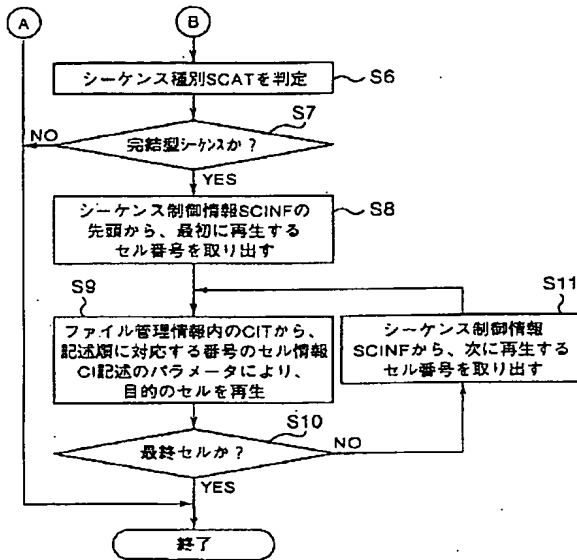 A
B
シーケンス種別SCATを判定
S6
S7
NO
完結型シーケンスか？
YES
シーケンス制御情報SCINFの
先頭から、最初に再生する
セル番号を取り出す
S8
S9
ファイル管理情報内のCITから、
記述順に対応する番号のセル情報
CI記述のパラメータにより、
目的のセルを再生
S11
シーケンス制御情報
SCINFから、次に再生する
セル番号を取り出す
S10
最終セルか？
NO
YES
終了